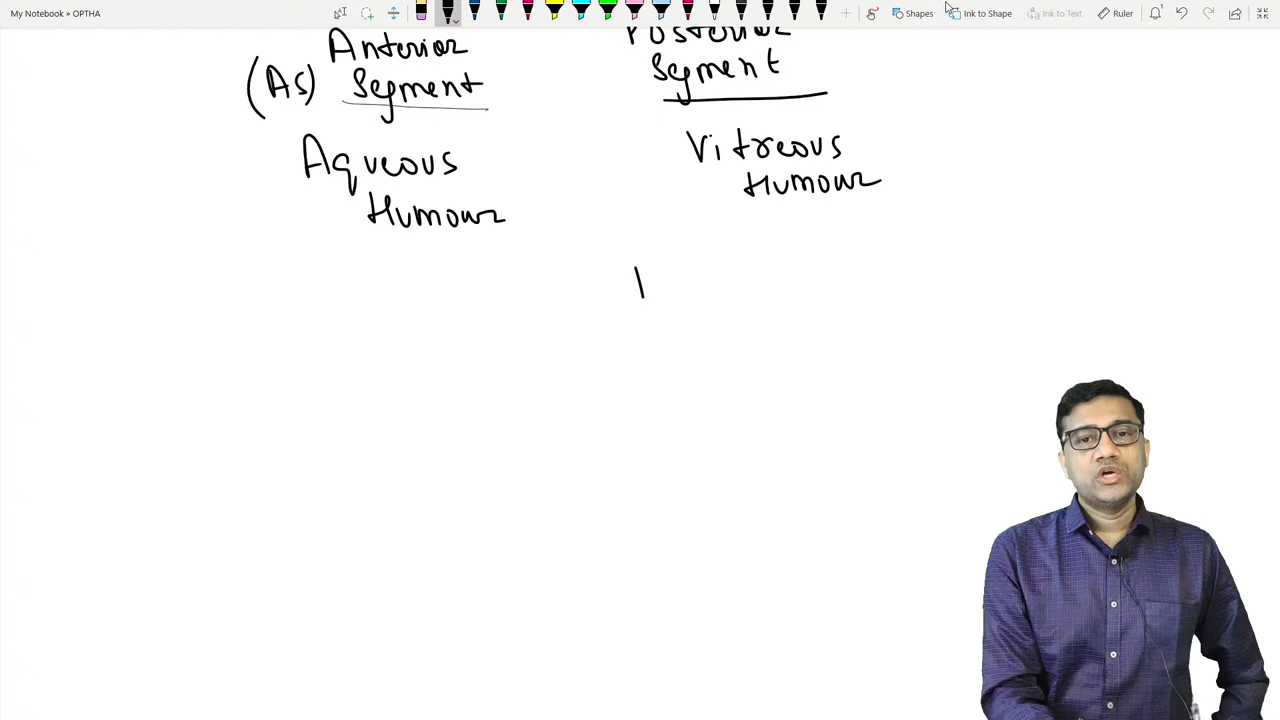 My Notebook » OPTHA
Shapes
Ink to Shape
Ink to Text
Ruler
Anterior
(AS) Segment
Posterior
Segment
Aqueous
Humour
Vitreous
Humour